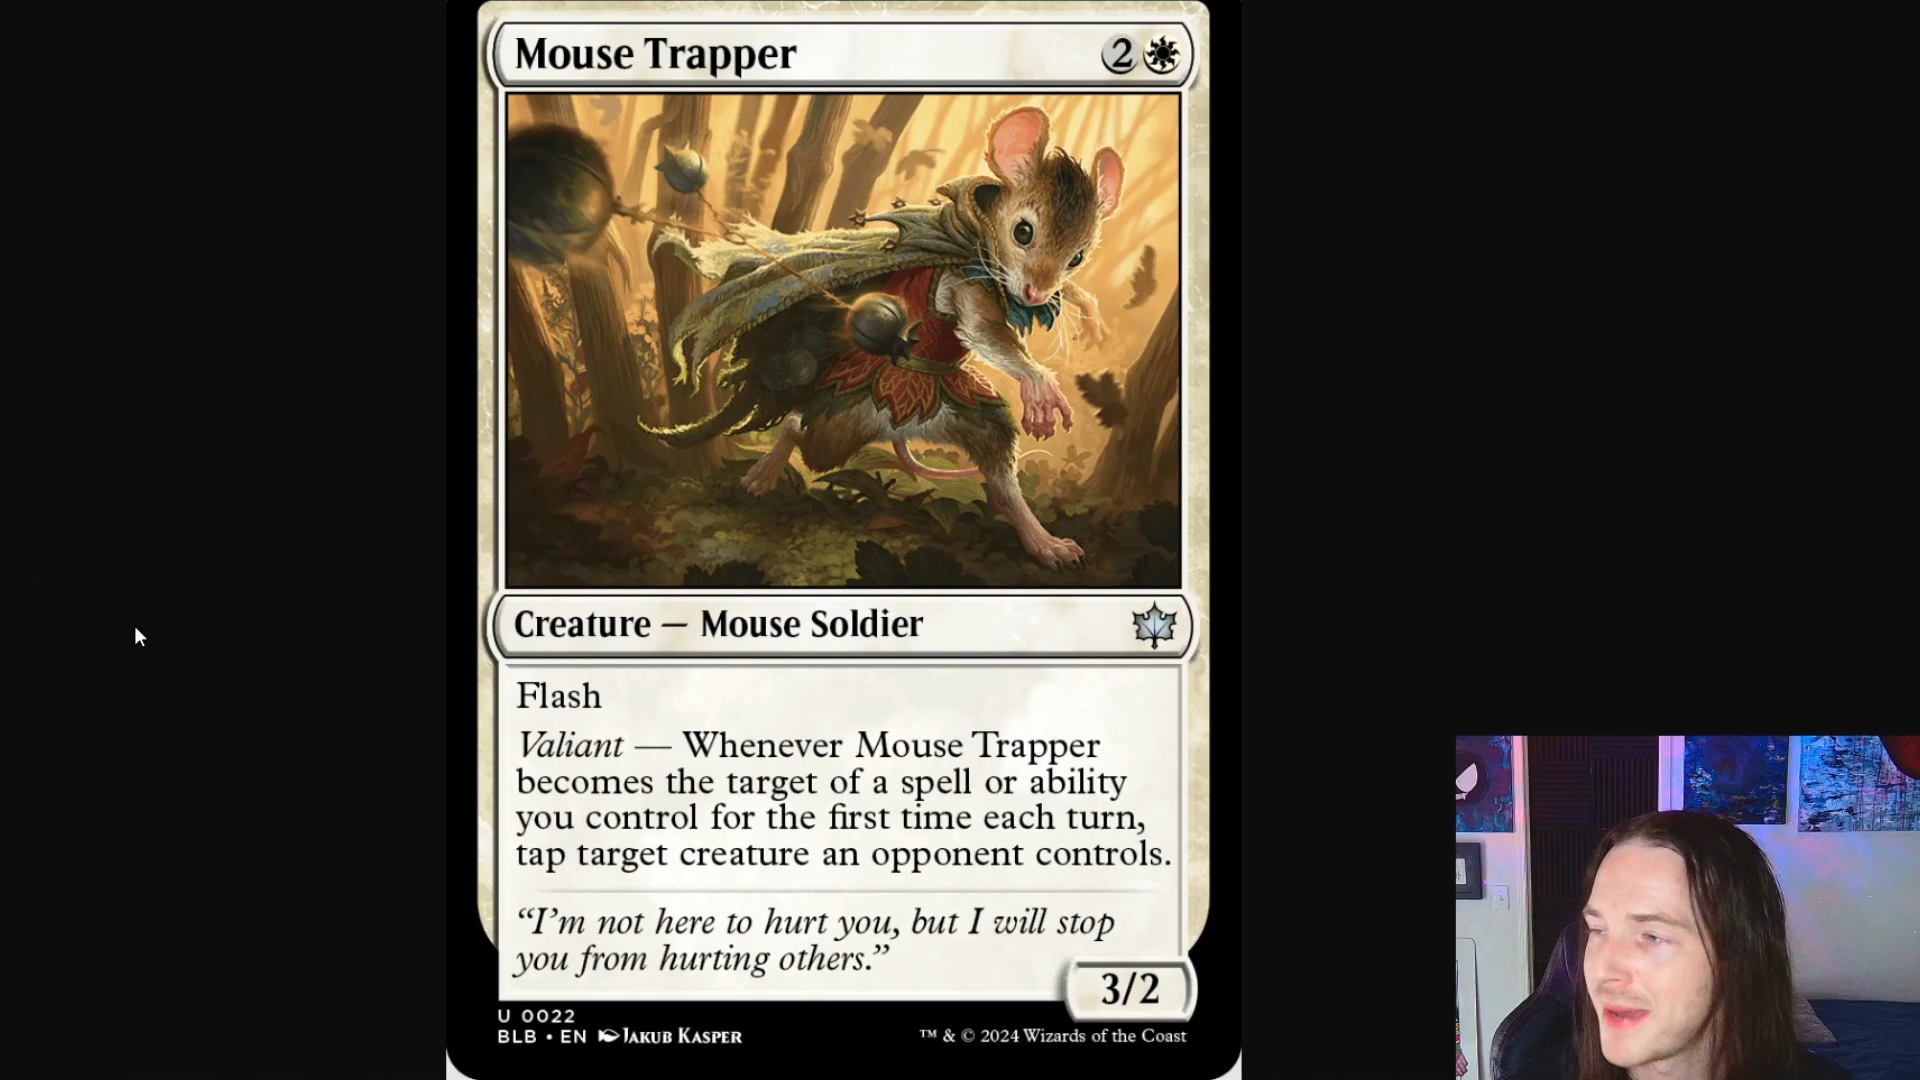 Mouse Trapper
2
Creature — Mouse Soldier
Flash
Valiant — Whenever Mouse Trapper
becomes the target of a spell or ability
you control for the first time each turn,
tap target creature an opponent controls.
“I’m not here to hurt you, but I will stop
you from hurting others.”
3/2
U 0022
BLB • EN JAKUB KASPER
™ & © 2024 Wizards of the Coast